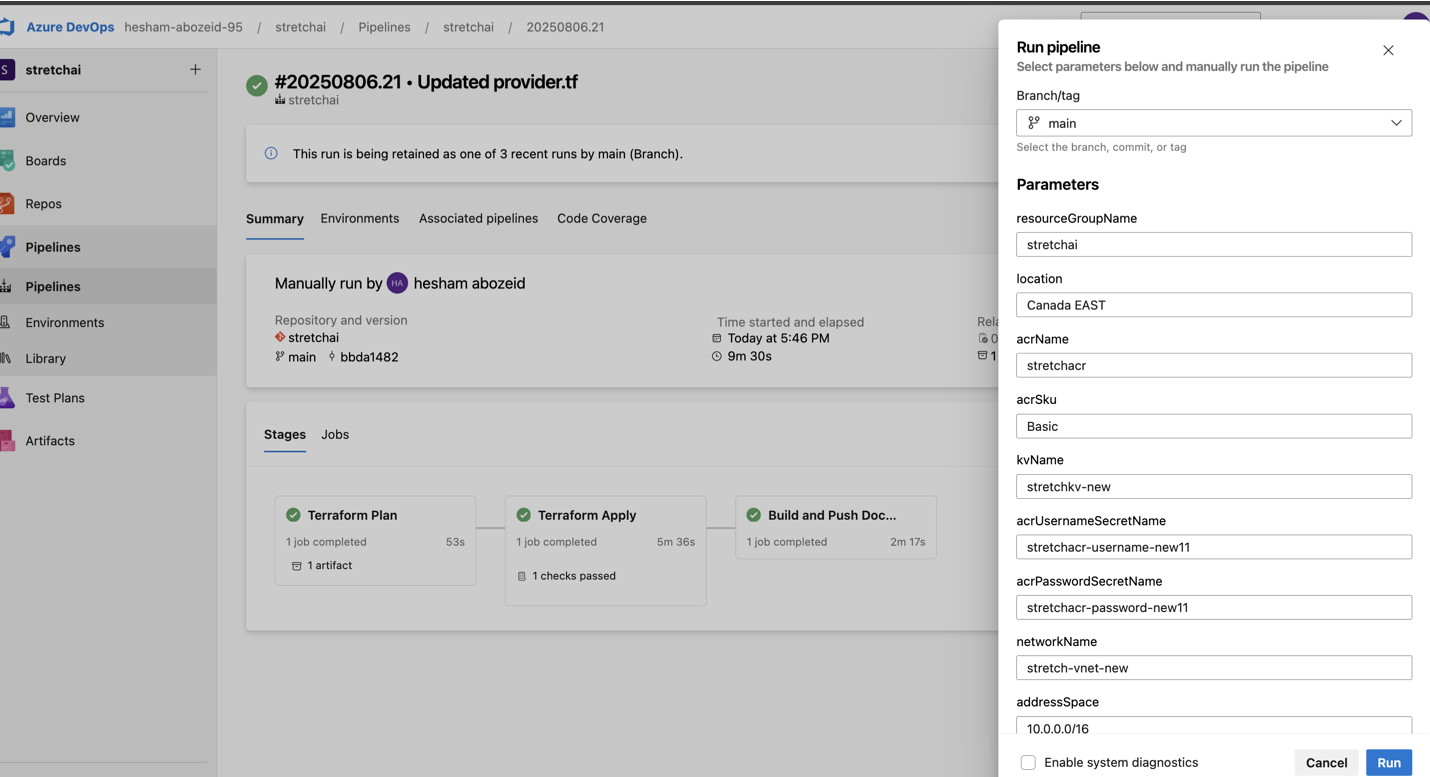 Azure DevOps hesham-abozeid-95 / stretchai / Pipelines / stretchai / 20250806.21
S stretchai +
Overview
Boards
Repos
Pipelines
Pipelines
Environments
Library
Test Plans
Artifacts
#20250806.21 • Updated provider.tf
stretchai
This run is being retained as one of 3 recent runs by main (Branch).
Summary Environments Associated pipelines Code Coverage
Manually run by HA hesham abozeid
Repository and version
stretchai
main bbda1482
Time started and elapsed
Today at 5:46 PM
9m 30s
Rela
0
1
Stages Jobs
Terraform Plan
1 job completed 53s
1 artifact
Terraform Apply
1 job completed 5m 36s
1 checks passed
Build and Push Doc...
1 job completed 2m 17s
Run pipeline
Select parameters below and manually run the pipeline
Branch/tag
main
Select the branch, commit, or tag
Parameters
resourceGroupName
stretchai
location
Canada EAST
acrName
stretchacr
acrSku
Basic
kvName
stretchkv-new
acrUsernameSecretName
stretchacr-username-new11
acrPasswordSecretName
stretchacr-password-new11
networkName
stretch-vnet-new
addressSpace
10.0.0.0/16
Enable system diagnostics
Cancel Run